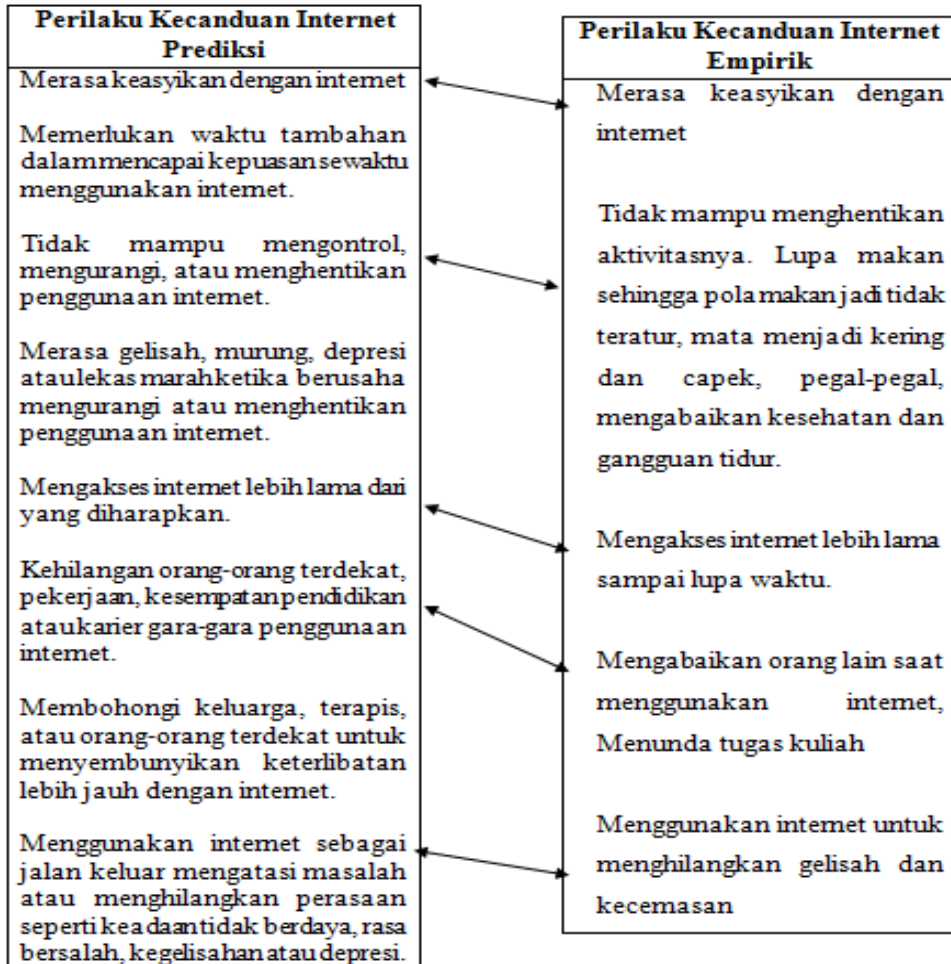 Perilaku Kecanduan Internet
Prediksi
Merasa keasyikan dengan internet
Memerlukan waktu tambahan
dalam mencapai kepuasan sewaktu
menggunakan internet.
Tidak mampu mengontrol,
mengurangi, atau menghentikan
penggunaan internet.
Merasa gelisah, murung, depresi
atau lekas marah ketika berusaha
mengurangi atau menghentikan
penggunaan internet.
Mengakses internet lebih lama dari
yang diharapkan.
Kehilangan orang-orang terdekat,
pekerjaan, kesempatan pendidikan
atau karier gara-gara penggunaan
internet.
Membohongi keluarga, terapis,
atau orang-orang terdekat untuk
menyembunyikan keterlibatan
lebih jauh dengan internet.
Menggunakan internet sebagai
jalan keluar mengatasi masalah
atau menghilangkan perasaan
seperti keadaan tidak berdaya, rasa
bersalah, kegelisahan atau depresi.
Perilaku Kecanduan Internet
Empirik
Merasa keasyikan dengan
internet
Tidak mampu menghentikan
aktivitasnya. Lupa makan
sehingga pola makan jadi tidak
teratur, mata menjadi kering
dan capek, pegal-pegal,
mengabaikan kesehatan dan
gangguan tidur.
Mengakses internet lebih lama
sampai lupa waktu.
Mengabaikan orang lain saat
menggunakan internet,
Menunda tugas kuliah
Menggunakan internet untuk
menghilangkan gelisah dan
kecemasan